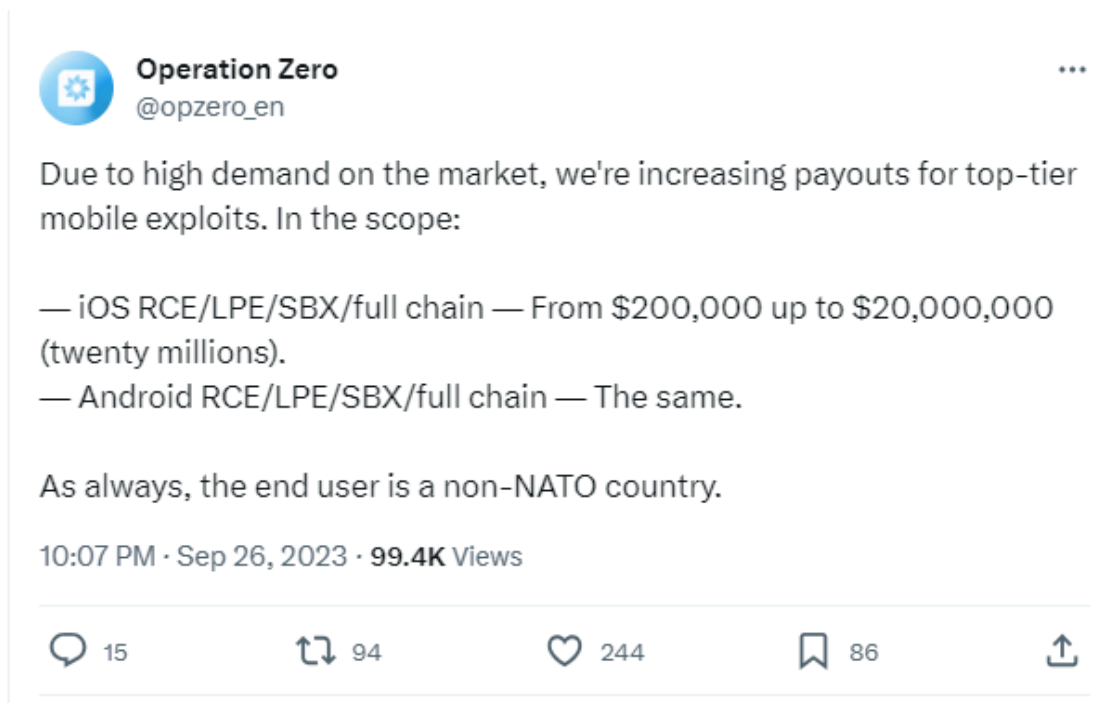 Operation Zero
@opzero_en
Due to high demand on the market, we're increasing payouts for top-tier
mobile exploits. In the scope:
— iOS RCE/LPE/SBX/full chain — From $200,000 up to $20,000,000
(twenty millions).
— Android RCE/LPE/SBX/full chain — The same.
As always, the end user is a non-NATO country.
10:07 PM · Sep 26, 2023 · 99.4K Views
15 94 244 86